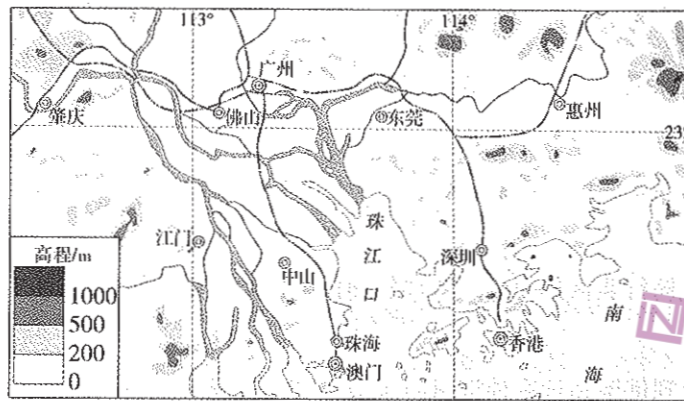 113°
114°
广州
肇庆
佛山
东莞
惠州
23°
珠江口
江门
中山
深圳
珠海
澳门
香港
南海
高程/m
1000
500
200
0